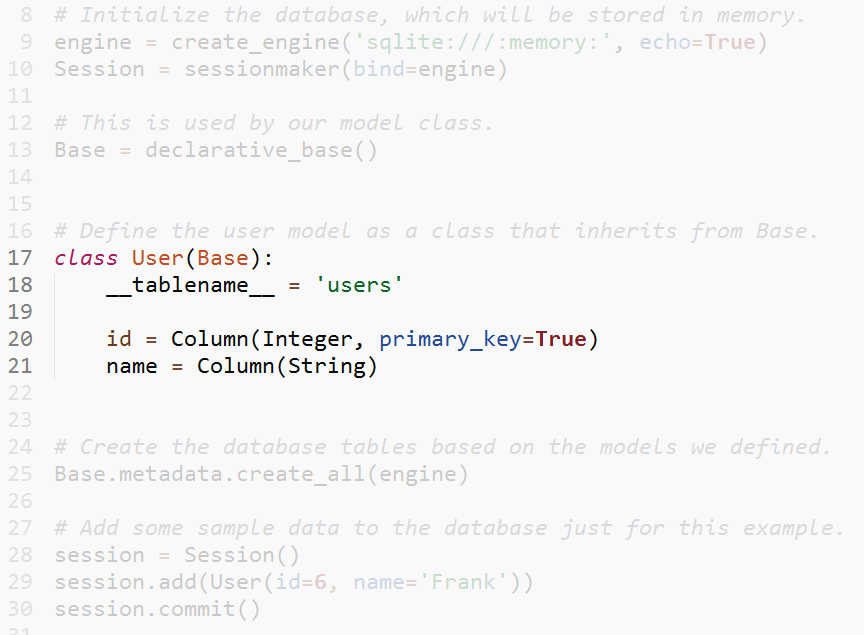 8 # Initialize the database, which will be stored in memory.
9 engine = create_engine('sqlite:///:memory:', echo=True)
10 Session = sessionmaker(bind=engine)
11
12 # This is used by our model class.
13 Base = declarative_base()
14
15
16 # Define the user model as a class that inherits from Base.
17 class User(Base):
18     __tablename__ = 'users'
19
20     id = Column(Integer, primary_key=True)
21     name = Column(String)
22
23
24 # Create the database tables based on the models we defined.
25 Base.metadata.create_all(engine)
26
27 # Add some sample data to the database just for this example.
28 session = Session()
29 session.add(User(id=6, name='Frank'))
30 session.commit()
31